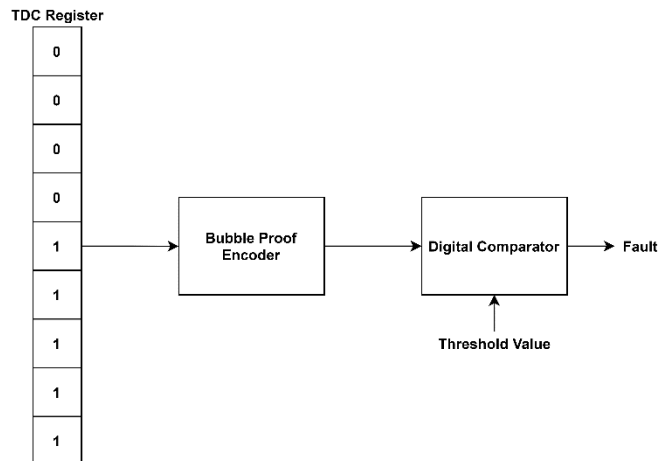 TDC Register
0
0
0
0
1
1
1
1
1
Bubble Proof
Encoder
Digital Comparator
Fault
Threshold Value